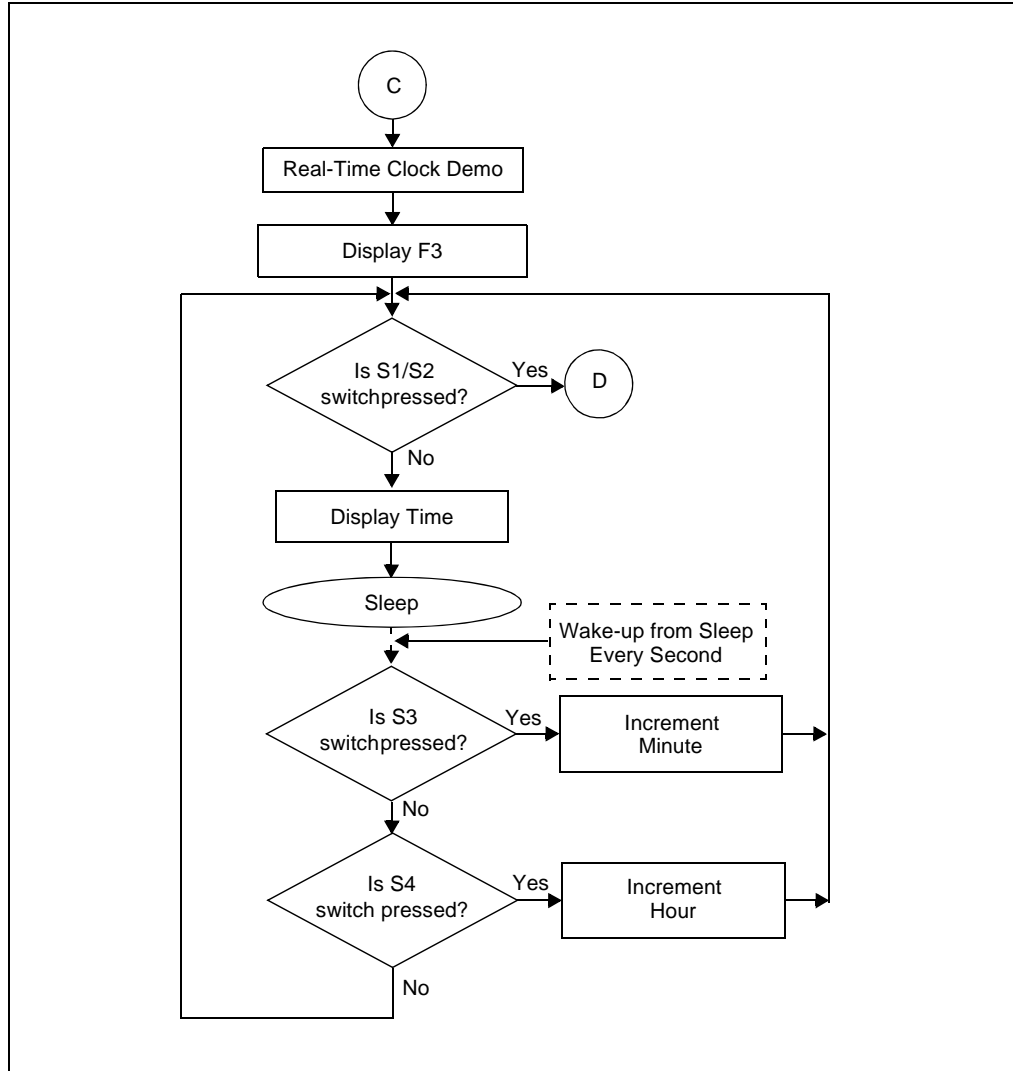 C
Real-Time Clock Demo
Display F3
Is S1/S2
switchpressed?
Yes
D
No
Display Time
Sleep
Wake-up from Sleep
Every Second
Is S3
switchpressed?
Yes
Increment
Minute
No
Is S4
switch pressed?
Yes
Increment
Hour
No